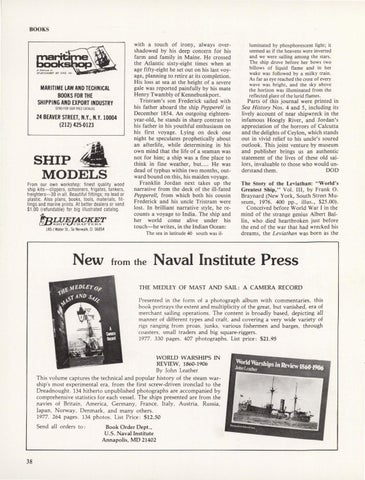 BOOKS
maritime
bookshop
MARITIME LAW AND TECHNICAL
BOOKS FOR THE
SHIPPING AND EXPORT INDUSTRY
SEND FOR OUR FREE CATALOG
24 BEAVER STREET, N.Y., N.Y. 10004
(212) 425-0123
SHIP
MODELS
From our own workshop: finest quality wood
ship kits—clippers, schooners, frigates, tankers,
freighters—30 in all. Beautiful fittings; no lead or
plastic. Also plans, books, tools, materials, fit-
tings and marine prints. At better dealers or send
$1.00 (refundable) for big illustrated catalog.
BLUEJACKET
145-J Water St., So Norwalk, Ct 06854
with a touch of irony, always over-
shadowed by his deep concern for his
farm and family in Maine. He crossed
the Atlantic sixty-eight times when at
age fifty-eight he set out on his last voy-
age, planning to retire at its completion.
His loss at sea at the height of a severe
gale was reported painfully by his mate
Henry Twambly of Kennebunkport.
Tristram's son Frederick sailed with
his father aboard the ship Pepperell in
December 1854. An outgoing eighteen-
year-old, he stands in sharp contrast to
his father in his youthful enthusiasm on
his first voyage. Lying on deck one
night he speculates prophetically about
an afterlife, while determining in his
own mind that the life of a seaman was
not for him; a ship was a fine place to
think in fine weather, but.... He was
dead of typhus within two months, out-
ward bound on this, his maiden voyage.
Franklin Jordan next takes up the
narrative from the deck of the ill-fated
Pepperell, from which both his cousin
Frederick and his uncle Tristram were
lost. In brilliant narrative style, he re-
counts a voyage to India. The ship and
her world come alive under his
touch—he writes, in the Indian Ocean:
The sea in latitude 40 south was il-
luminated by phosphorescent light; it
seemed as if the heavens were inverted
and we were sailing among the stars.
The ship drove before her bows two
billows of liquid flame and in her
wake was followed by a milky train.
As far as eye reached the crest of every
wave was bright, and the sky above
the horizon was illuminated from the
reflected glare of the lurid flames.
Parts of this journal were printed in
Sea History Nos. 4 and 5, including its
lively account of near shipwreck in the
infamous Hoogly River, and Jordan's
appreciation of the horrors of Calcutta
and the delights of Ceylon, which stands
out in vivid relief to his uncle's soured
outlook. This joint venture by museum
and publisher brings us an authentic
statement of the lives of these old sail-
lors, invaluable to those who would un-
derstand them. DOD
The Story of the Leviathan: "World's
Greatest Ship," Vol. III, by Frank O.
Braynard (New York, South Street Mu-
seum, 1976, 400 pp., illus., $25.00).
Conceived before World War I in the
mind of the strange genius Albert Bal-
lin, who died heartbroken just before
the end of the war that had wrecked his
dreams, the Leviathan was born as the
New from the Naval Institute Press
THE MEDLEY OF
MAST AND SAIL
A Camera
Record
THE MEDLEY OF MAST AND SAIL: A CAMERA RECORD
Presented in the form of a photograph album with commentaries, this
book portrays the extent and multiplicity of the great, but vanished, era of
merchant sailing operations. The content is broadly based, depicting all
manner of different types and craft, and covering a very wide variety of
rigs ranging from proas, junks, various fishermen and barges, through
coasters, small traders and big square-riggers.
1977. 330 pages. 407 photographs. List price: $21.95
WORLD WARSHIPS IN
REVIEW, 1860-1906
By John Leather
This volume captures the technical and popular history of the steam war-
ship's most experimental era, from the first screw-driven ironclad to the
Dreadnought. 134 hitherto unpublished photographs are accompanied by
comprehensive statistics for each vessel. The ships presented are from the
navies of Britain, America, Germany, France, Italy, Austria, Russia,
Japan, Norway, Denmark, and many others.
1977. 264 pages. 134 photos. List Price: $12.50
Send all orders to: Book Order Dept.,
U.S. Naval Institute
Annapolis, MD 21402
World Warships in Review 1860-1906
John Leather
38